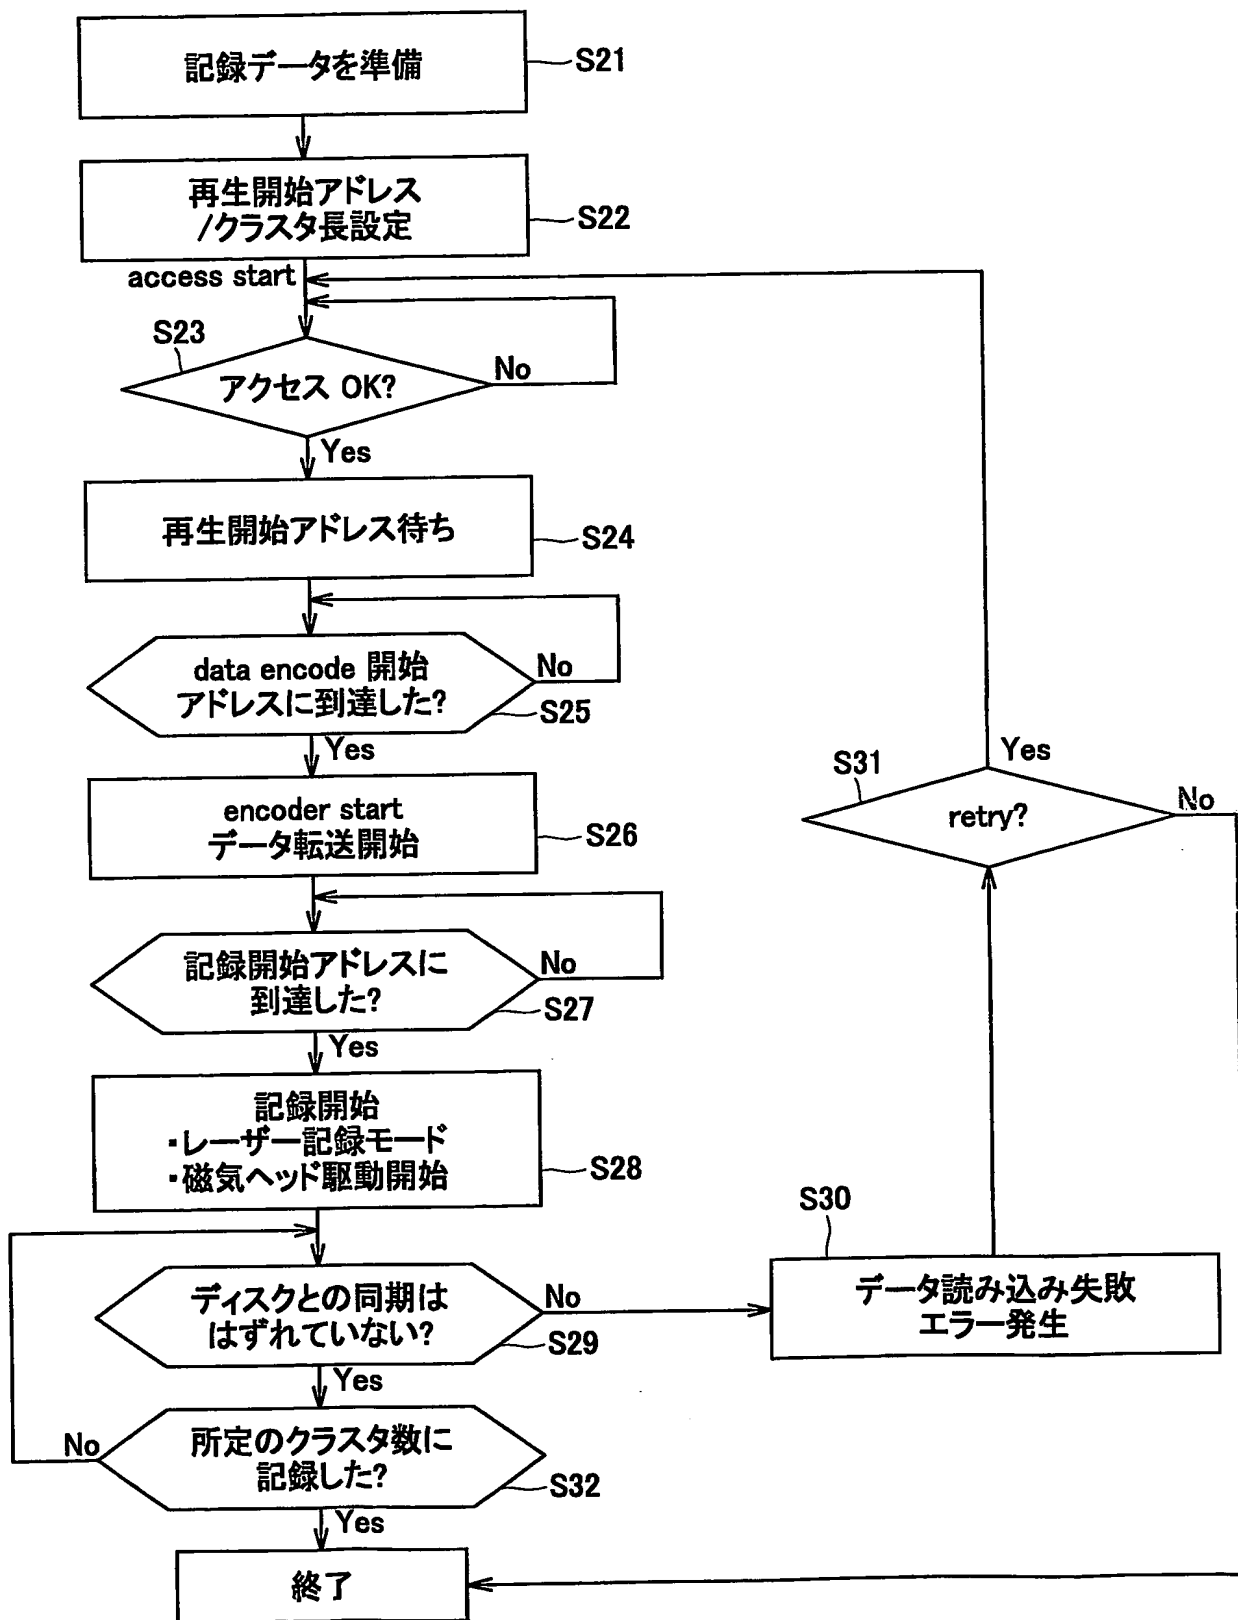 記録データを準備
S21
再生開始アドレス
/クラスタ長設定
S22
access start
S23
アクセス OK?
No
Yes
再生開始アドレス待ち
S24
data encode 開始
アドレスに到達した?
No
S25
Yes
encoder start
データ転送開始
S26
記録開始アドレスに
到達した?
No
S27
Yes
記録開始
・レーザー記録モード
・磁気ヘッド駆動開始
S28
ディスクとの同期は
はずれていない?
No
S29
Yes
S30
データ読み込み失敗
エラー発生
S31
retry?
Yes
No
所定のクラスタ数に
記録した?
No
S32
Yes
終了